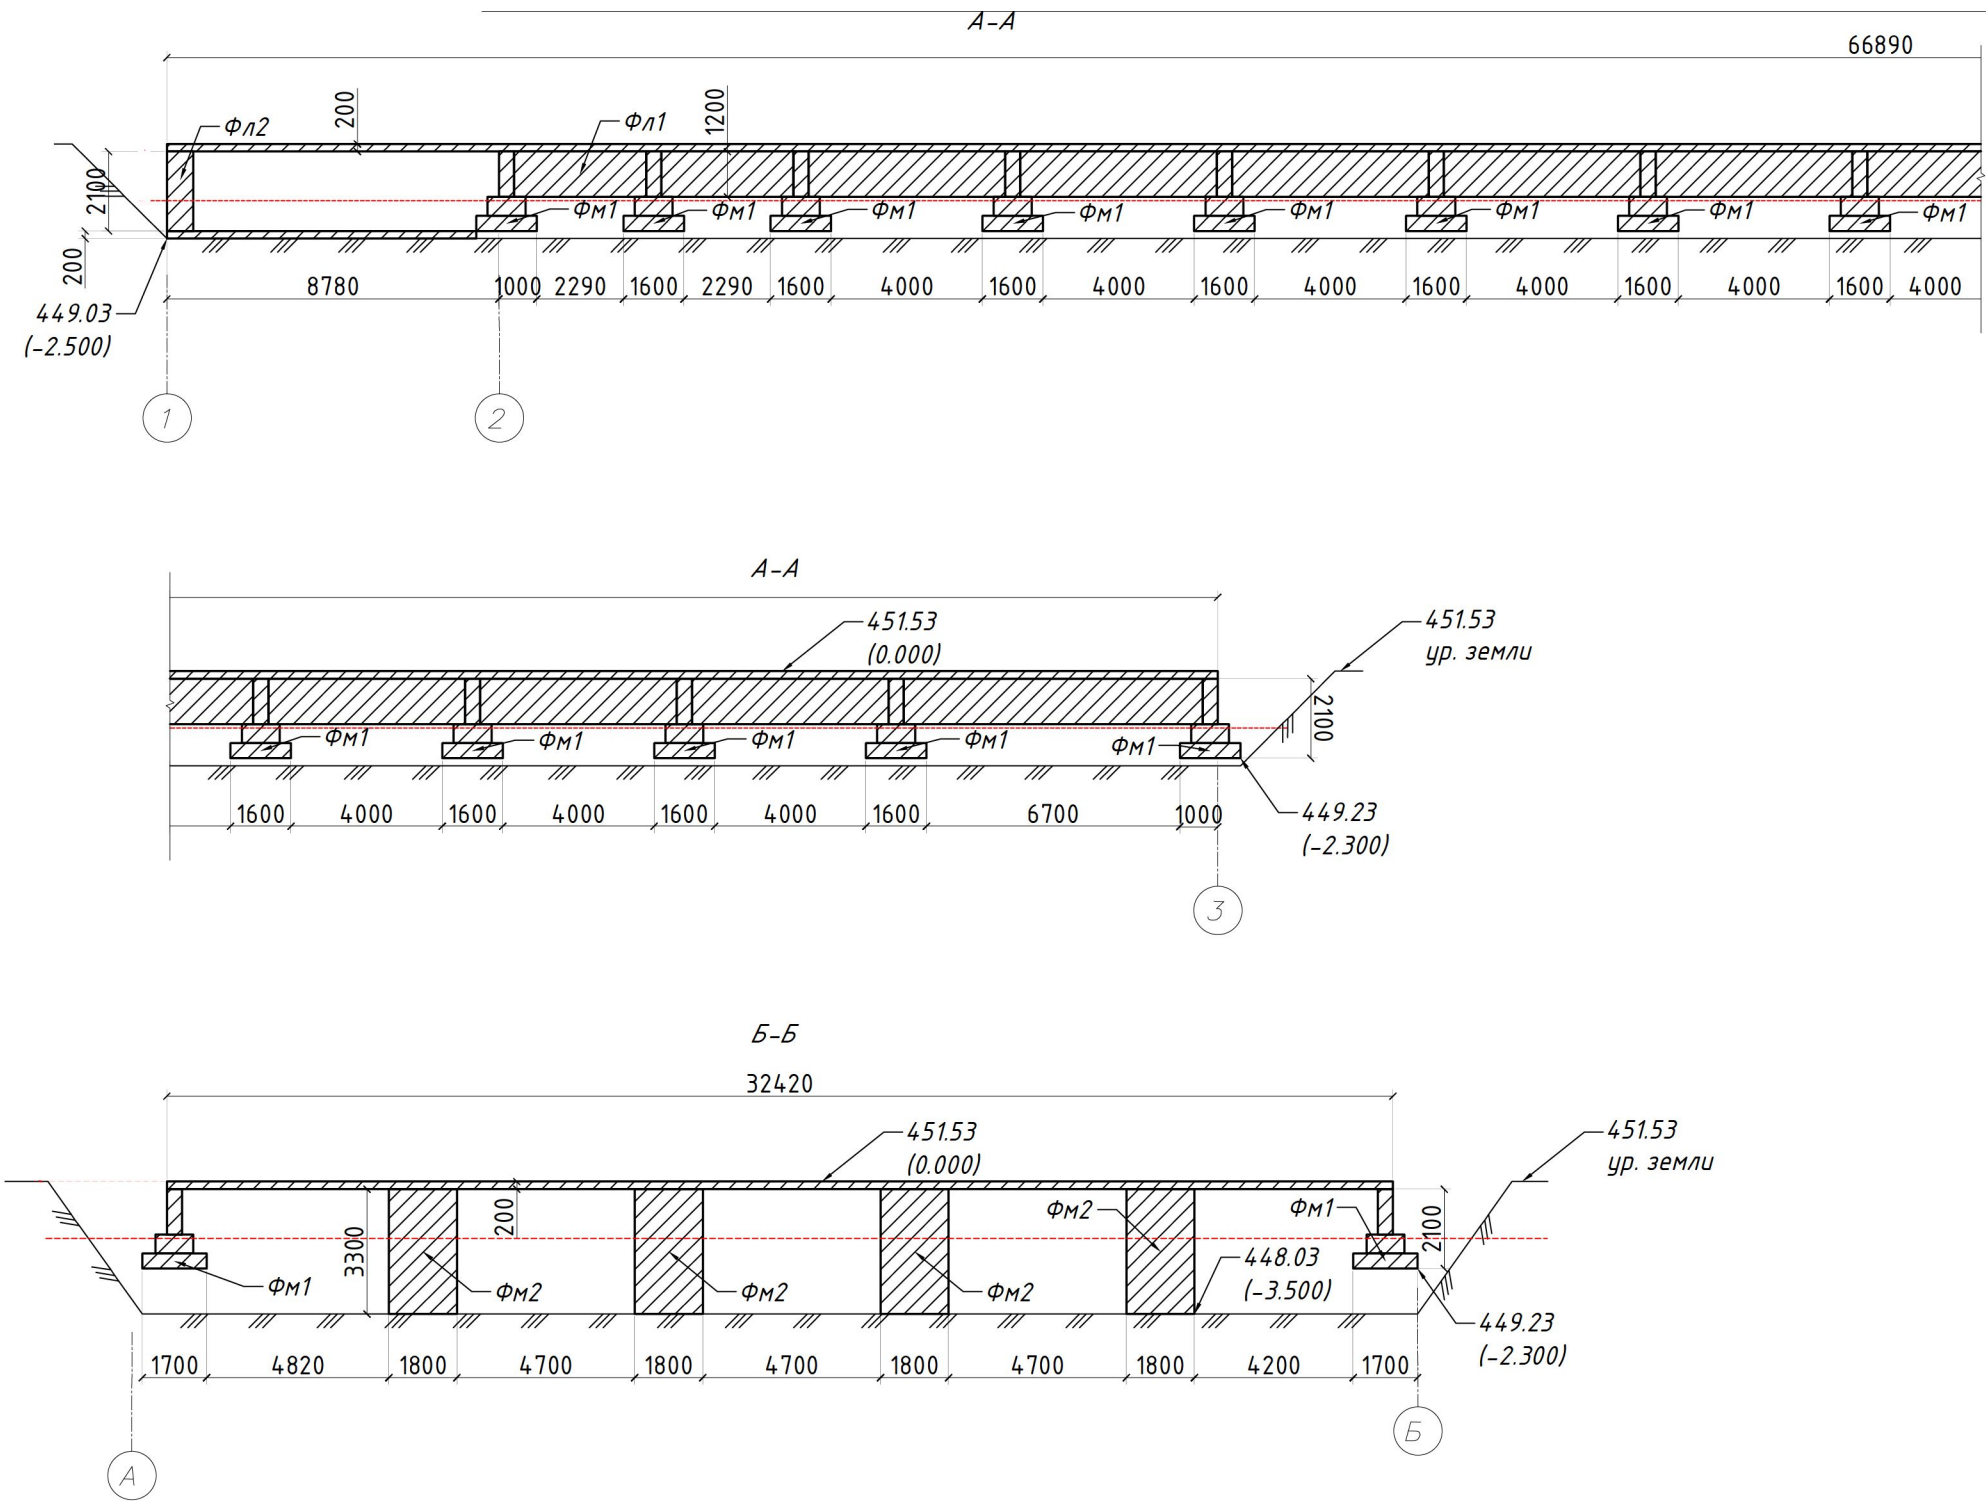 А-А
66890
200
Фл2
Фл1
1200
2100
200
Фм1
Фм1
Фм1
Фм1
Фм1
Фм1
Фм1
Фм1
8780
1000
2290
1600
2290
1600
4000
1600
4000
1600
4000
1600
4000
1600
4000
1600
4000
449.03
(-2.500)
1
2
А-А
451.53
(0.000)
451.53
ур. земли
2100
Фм1
Фм1
Фм1
Фм1
Фм1
1600
4000
1600
4000
1600
4000
1600
6700
1000
449.23
(-2.300)
3
Б-Б
32420
451.53
(0.000)
451.53
ур. земли
200
3300
2100
Фм1
Фм2
Фм2
Фм2
Фм2
Фм1
448.03
(-3.500)
449.23
(-2.300)
1700
4820
1800
4700
1800
4700
1800
4700
1800
4200
1700
А
Б